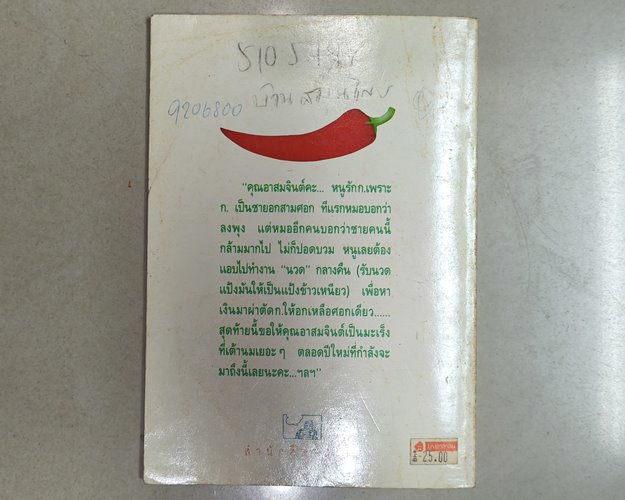 9206800
บ้าน
"คุณอาสมจินต์คะ... หนูรักก.เพราะ
ก. เป็นชายอกสามศอก ทีแรกหมอบอกว่า
ลงพุง แต่หมออีกคนบอกว่าชายคนนี้
กล้ามมากไป ไม่ก็ปอดบวม หนูเลยต้อง
แอบไปทำงาน "นวด" กลางคืน (รับนวด
แป้งมันให้เป็นแป้งข้าวเหนียว) เพื่อหา
เงินมาผ่าตัดก.ให้อกเหลือศอกเดียว......
สุดท้ายนี้ขอให้คุณอาสมจินต์เป็นมะเร็ง
ที่เต้านมเยอะๆ ตลอดปีใหม่ที่กำลังจะ
มาถึงนี้เลยนะคะ...ฯลฯ"
25.00